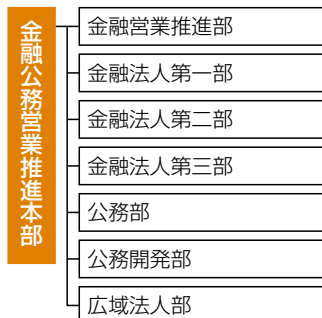 金融公務営業推進本部
金融営業推進部
金融法人第一部
金融法人第二部
金融法人第三部
公務部
公務開発部
広域法人部